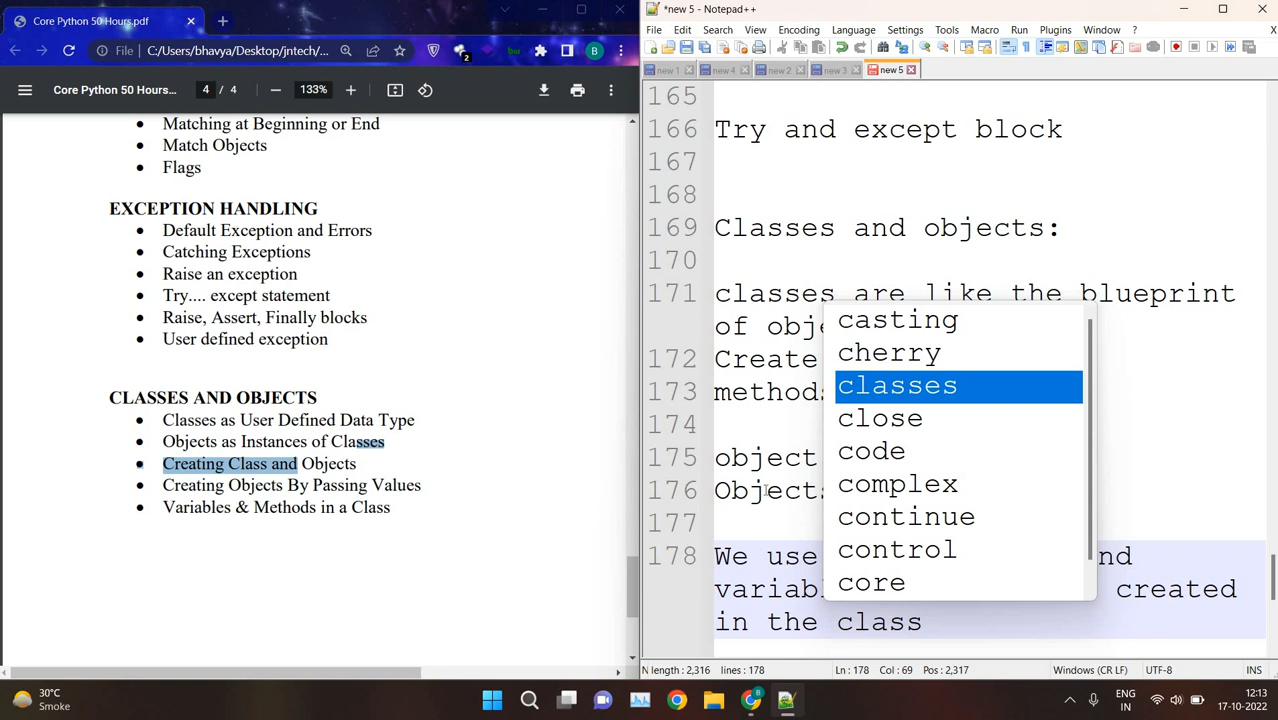 Core Python 50 Hours.pdf
*new 5 - Notepad++
File Edit Search View Encoding Language Settings Tools Macro Run Plugins Window ?
File C:/Users/bhavya/Desktop/jntech/... 2 B
new 1 new 4 new 2 new 3 new 5
Core Python 50 Hours... 4 / 4 133%
Matching at Beginning or End
Match Objects
Flags
EXCEPTION HANDLING
Default Exception and Errors
Catching Exceptions
Raise an exception
Try.... except statement
Raise, Assert, Finally blocks
User defined exception
CLASSES AND OBJECTS
Classes as User Defined Data Type
Objects as Instances of Classes
Creating Class and Objects
Creating Objects By Passing Values
Variables & Methods in a Class
165
166 Try and except block
167
168
169 Classes and objects:
170
171 classes are like the blueprint
of
172 Create
173
174
175 object
176
177
178 We use
created
in the class
casting
cherry
classes
close
code
complex
continue
control
core
N length : 2,316 lines : 178 Ln : 178 Col : 69 Pos : 2,317 Windows (CR LF) UTF-8 INS
30°C
Smoke
B
ENG
IN
12:13
17-10-2022